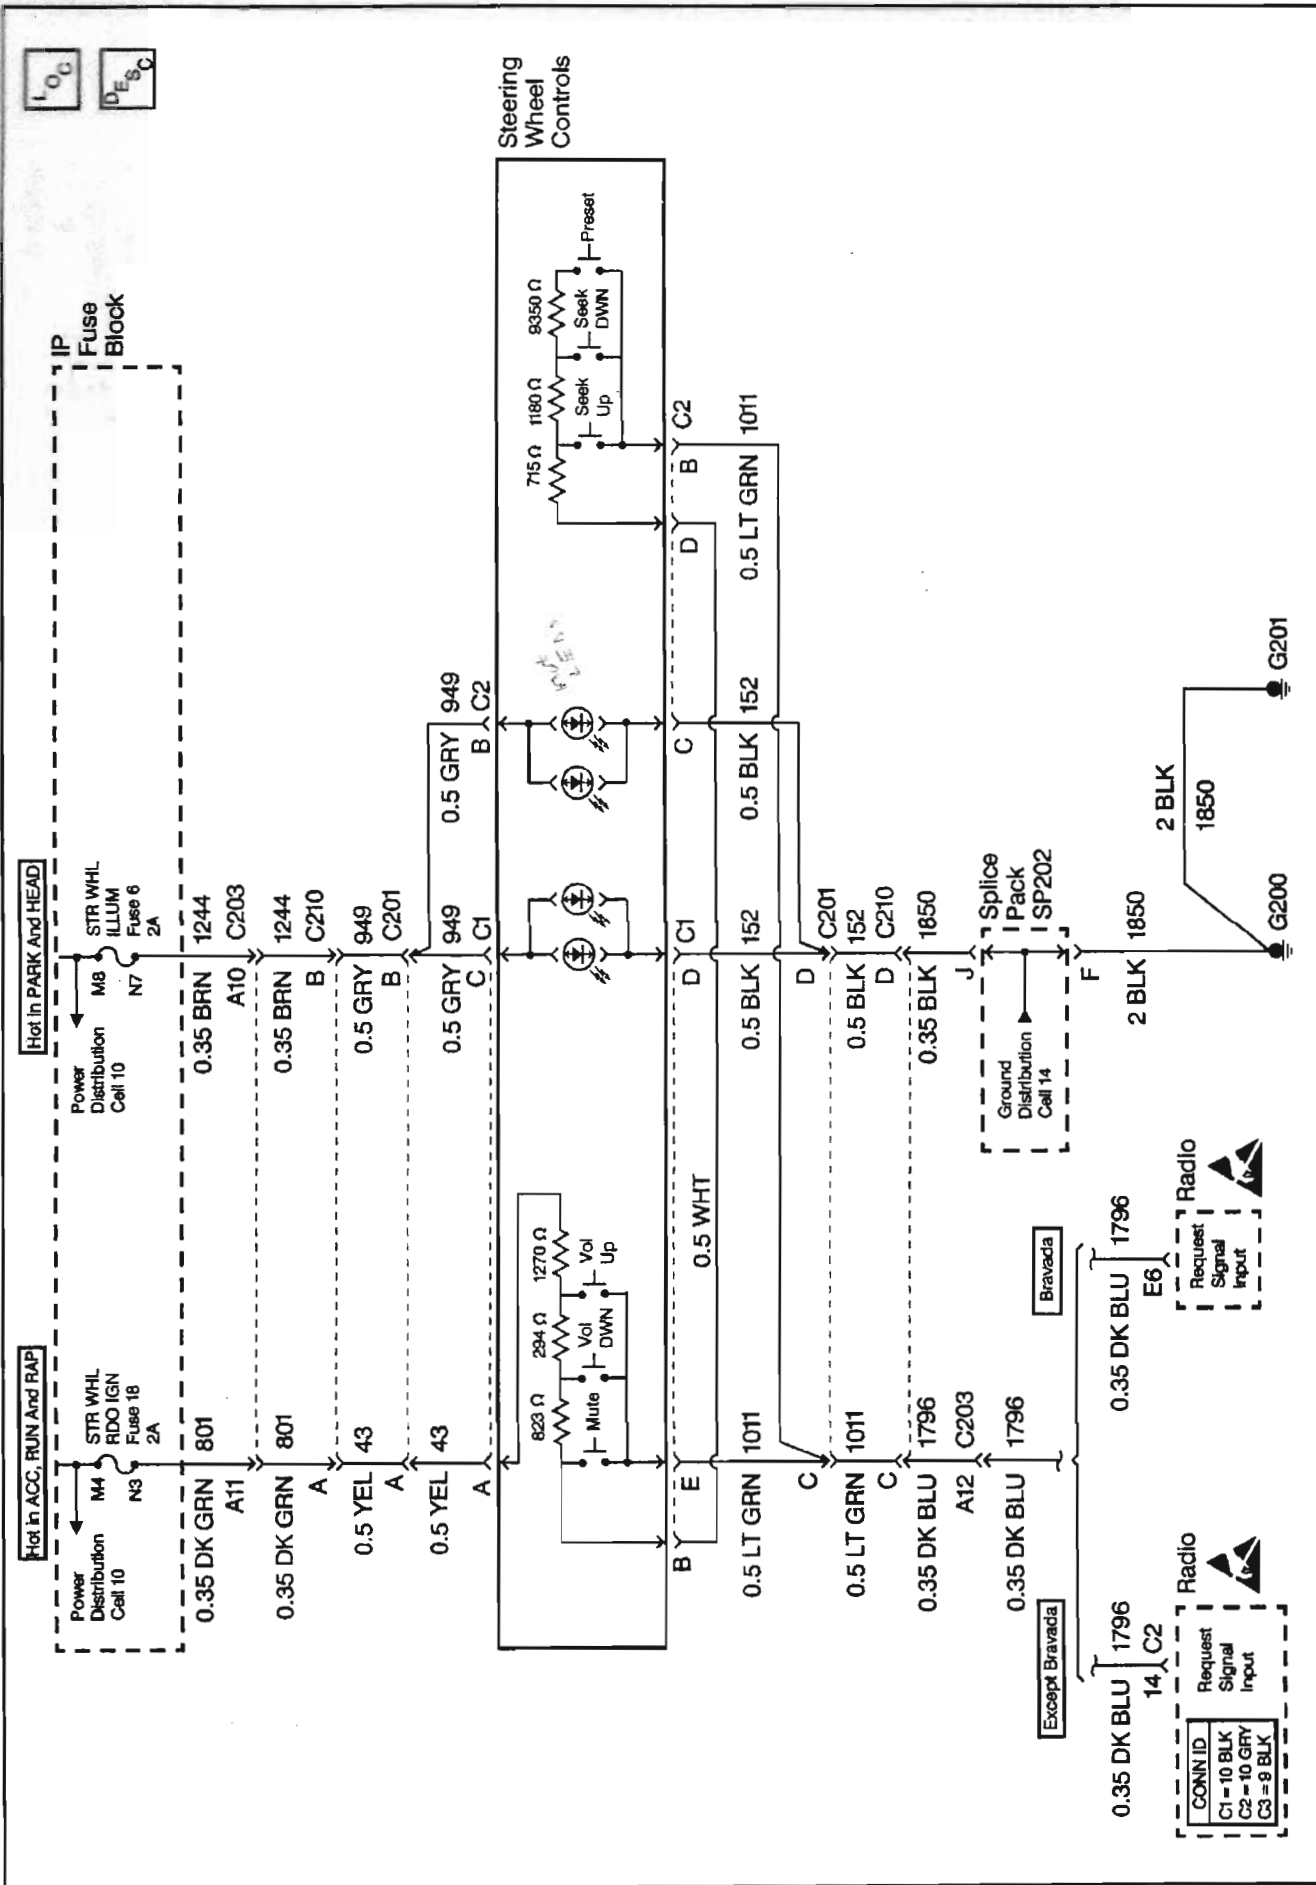 LOC
DESC
Hot in ACC, RUN And RAP
Hot in PARK And HEAD
IP
Fuse
Block
Power
Distribution
Cell 10
M4
N3
STR WHL
RDO IGN
Fuse 18
2A
Power
Distribution
Cell 10
M8
N7
STR WHL
ILLUM
Fuse 6
2A
0.35 DK GRN 801
0.35 BRN 1244
A11
A10 C203
0.35 DK GRN 801
0.35 BRN 1244
A
B C210
0.5 YEL 43
0.5 GRY 949
A
B C201
0.5 YEL 43
0.5 GRY 949
0.5 GRY 949
A
C C1
B C2
Steering
Wheel
Controls
823 Ω
294 Ω
1270 Ω
Mute
Vol
DWN
Vol
Up
715 Ω
1180 Ω
9350 Ω
Seek
Up
Seek
DWN
Preset
B
E
D C1
C
D
B C2
0.5 WHT
0.5 LT GRN 1011
0.5 BLK 152
0.5 BLK 152
0.5 LT GRN 1011
C
D C201
0.5 LT GRN 1011
0.5 BLK 152
C
D C210
0.35 DK BLU 1796
0.35 BLK 1850
A12 C203
J
Splice
Pack
SP202
0.35 DK BLU 1796
Ground
Distribution
Cell 14
F
Except Bravada
Bravada
0.35 DK BLU 1796
0.35 DK BLU 1796
2 BLK 1850
2 BLK
1850
14 C2
E6
Radio
Radio
G200
G201
CONN ID
C1 = 10 BLK
C2 = 10 GRY
C3 = 9 BLK
Request
Signal
Input
Request
Signal
Input